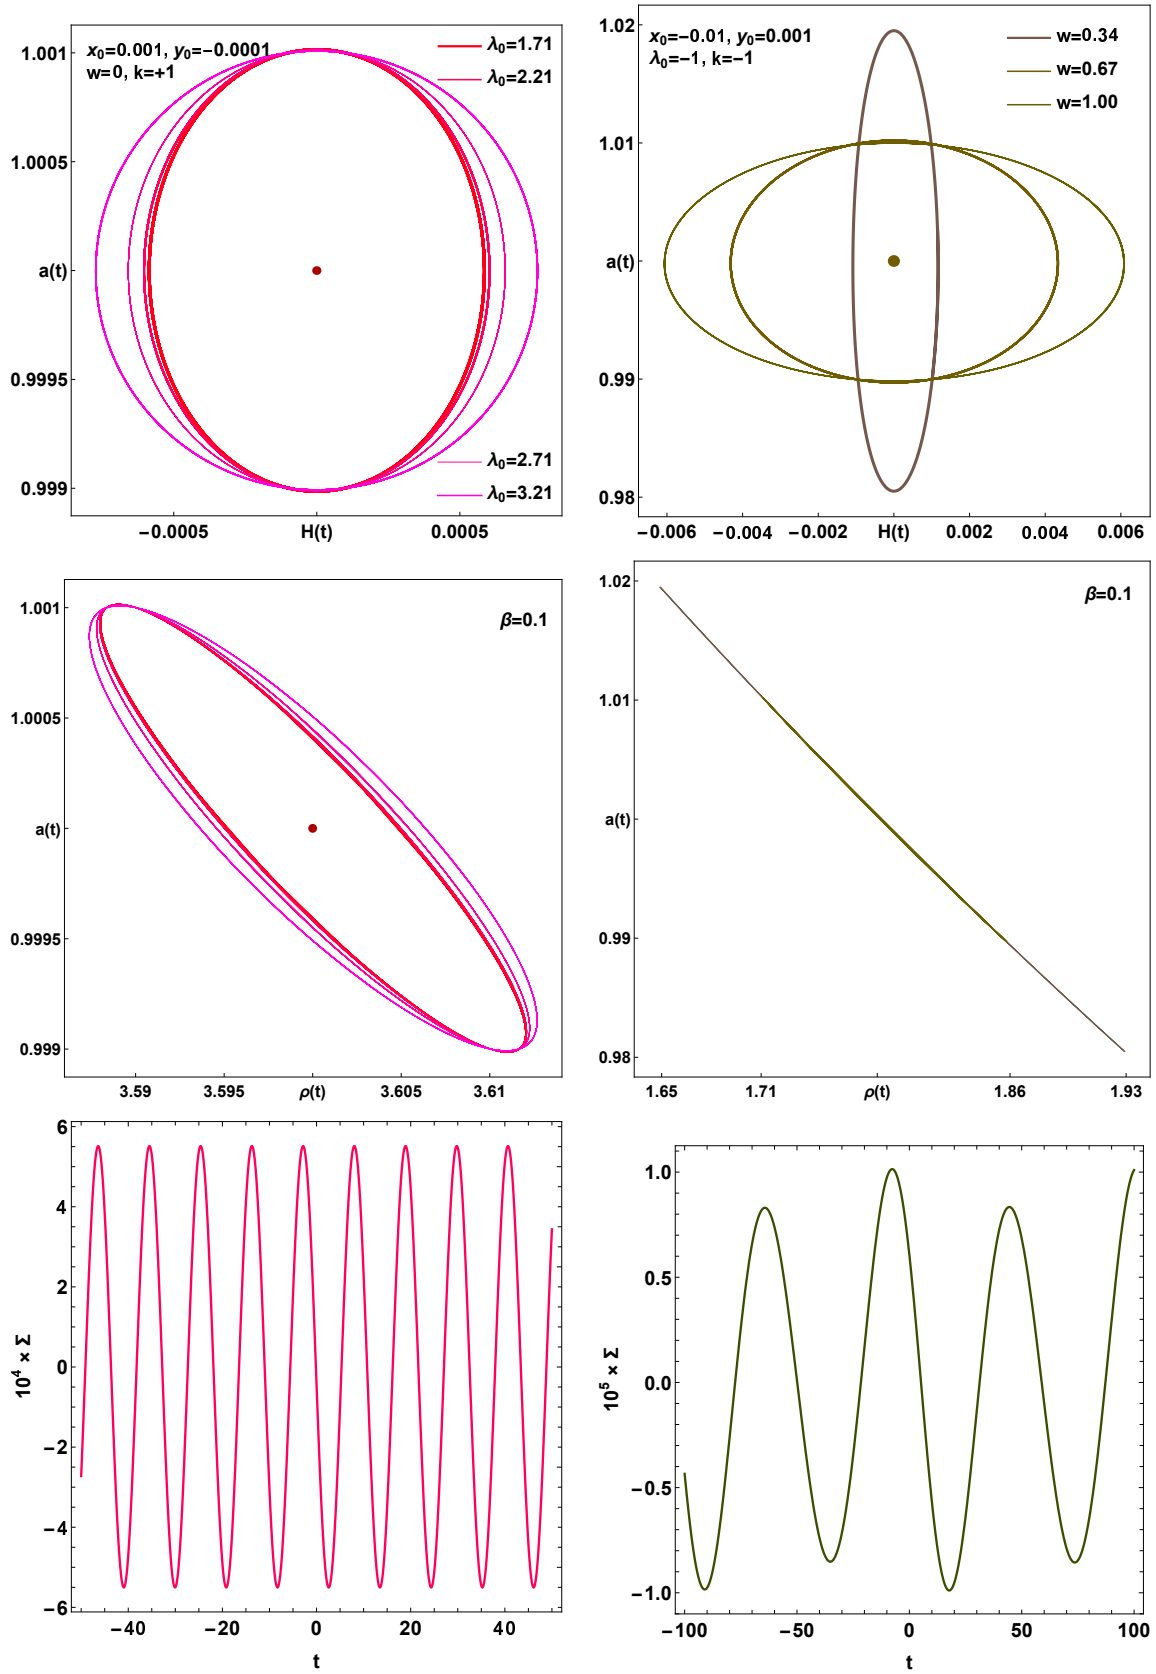 x₀=0.001, y₀=−0.0001
w=0, k=+1
λ₀=1.71
λ₀=2.21
λ₀=2.71
λ₀=3.21
1.001
1.0005
a(t)
0.9995
0.999
−0.0005 H(t) 0.0005
x₀=−0.01, y₀=0.001
λ₀=−1, k=−1
w=0.34
w=0.67
w=1.00
1.02
1.01
a(t)
0.99
0.98
−0.006 −0.004 −0.002 H(t) 0.002 0.004 0.006
β=0.1
1.001
1.0005
a(t)
0.9995
0.999
3.59 3.595 ρ(t) 3.605 3.61
β=0.1
1.02
1.01
a(t)
0.99
0.98
1.65 1.71 ρ(t) 1.86 1.93
10⁴ × Σ
6
4
2
0
−2
−4
−6
−40 −20 0 20 40
t
10⁵ × Σ
1.0
0.5
0.0
−0.5
−1.0
−100 −50 0 50 100
t